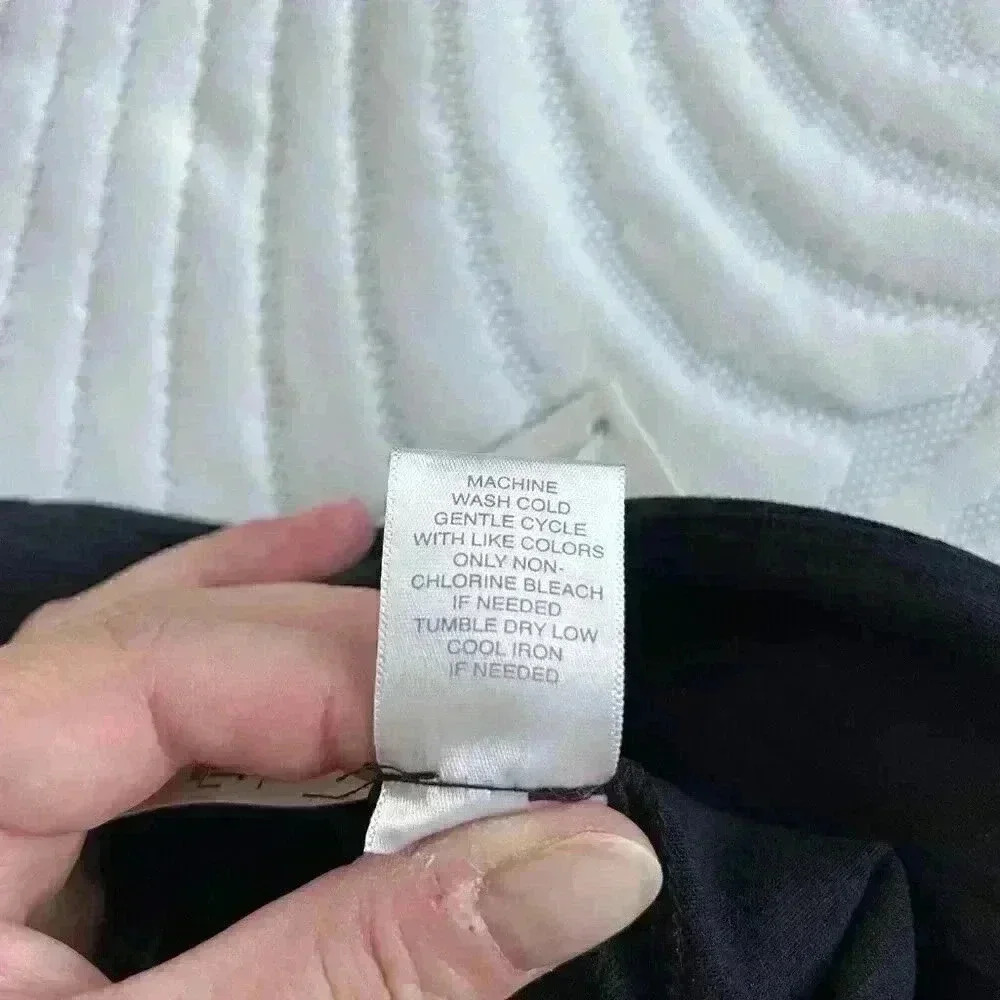 MACHINE
WASH COLD
GENTLE CYCLE
WITH LIKE COLORS
ONLY NON-
CHLORINE BLEACH
IF NEEDED
TUMBLE DRY LOW
COOL IRON
IF NEEDED